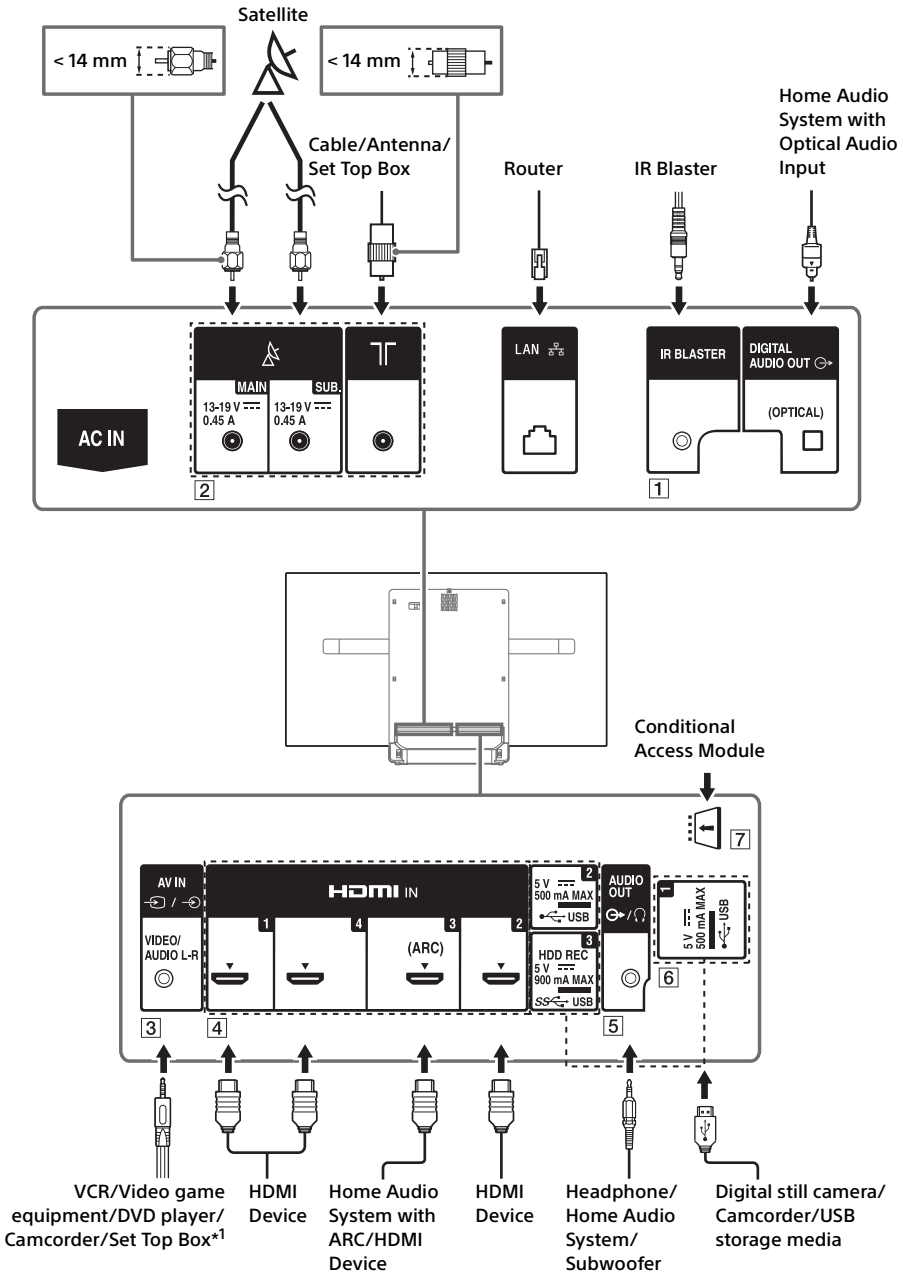 Satellite
< 14 mm
< 14 mm
Home Audio
System with
Optical Audio
Input
Cable/Antenna/
Set Top Box
Router
IR Blaster
AC IN
MAIN
13-19 V
0.45 A
SUB.
13-19 V
0.45 A
2
LAN
IR BLASTER
1
DIGITAL
AUDIO OUT
(OPTICAL)
Conditional
Access Module
7
AV IN
/
VIDEO/
AUDIO L-R
3
HDMI IN
1
4
3
(ARC)
2
4
2
5 V
500 mA MAX
USB
3
HDD REC
5 V
900 mA MAX
SS USB
AUDIO
OUT
/
5
1
5 V
500 mA MAX
USB
6
VCR/Video game
equipment/DVD player/
Camcorder/Set Top Box*1
HDMI
Device
Home Audio
System with
ARC/HDMI
Device
HDMI
Device
Headphone/
Home Audio
System/
Subwoofer
Digital still camera/
Camcorder/USB
storage media